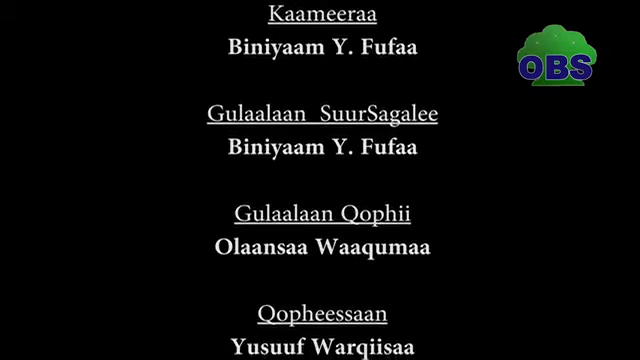 Kaameeraa
Biniyaam Y. Fufaa
OBS
Gulaalaan SuurSagalee
Biniyaam Y. Fufaa
Gulaalaan Qophii
Olaansaa Waaqumaa
Qopheessaan
Yusuuf Warqiisaa